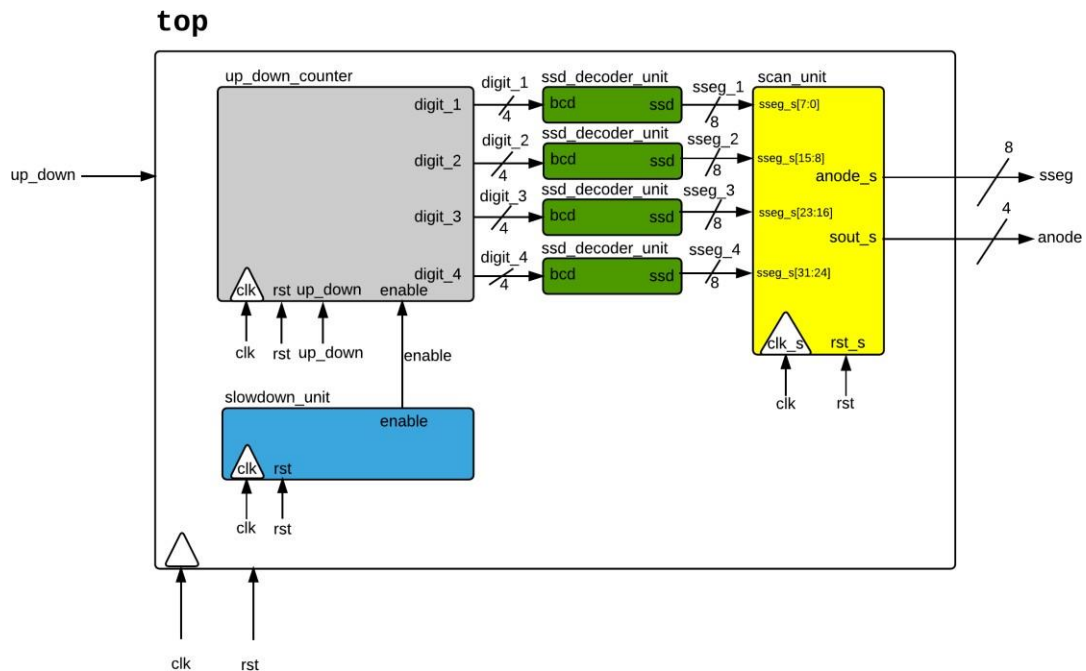 top
up_down_counter
digit_1
digit_1
4
ssd_decoder_unit
bcd
ssd
sseg_1
8
scan_unit
sseg_s[7:0]
digit_2
digit_2
4
ssd_decoder_unit
bcd
ssd
sseg_2
8
sseg_s[15:8]
up_down
anode_s
8
sseg
digit_3
digit_3
4
ssd_decoder_unit
bcd
ssd
sseg_3
8
sseg_s[23:16]
sout_s
4
anode
digit_4
digit_4
4
ssd_decoder_unit
bcd
ssd
sseg_4
8
sseg_s[31:24]
clk
rst
up_down
enable
clk
rst
up_down
enable
clk_s
rst_s
clk
rst
slowdown_unit
enable
clk
rst
clk
rst
clk
rst